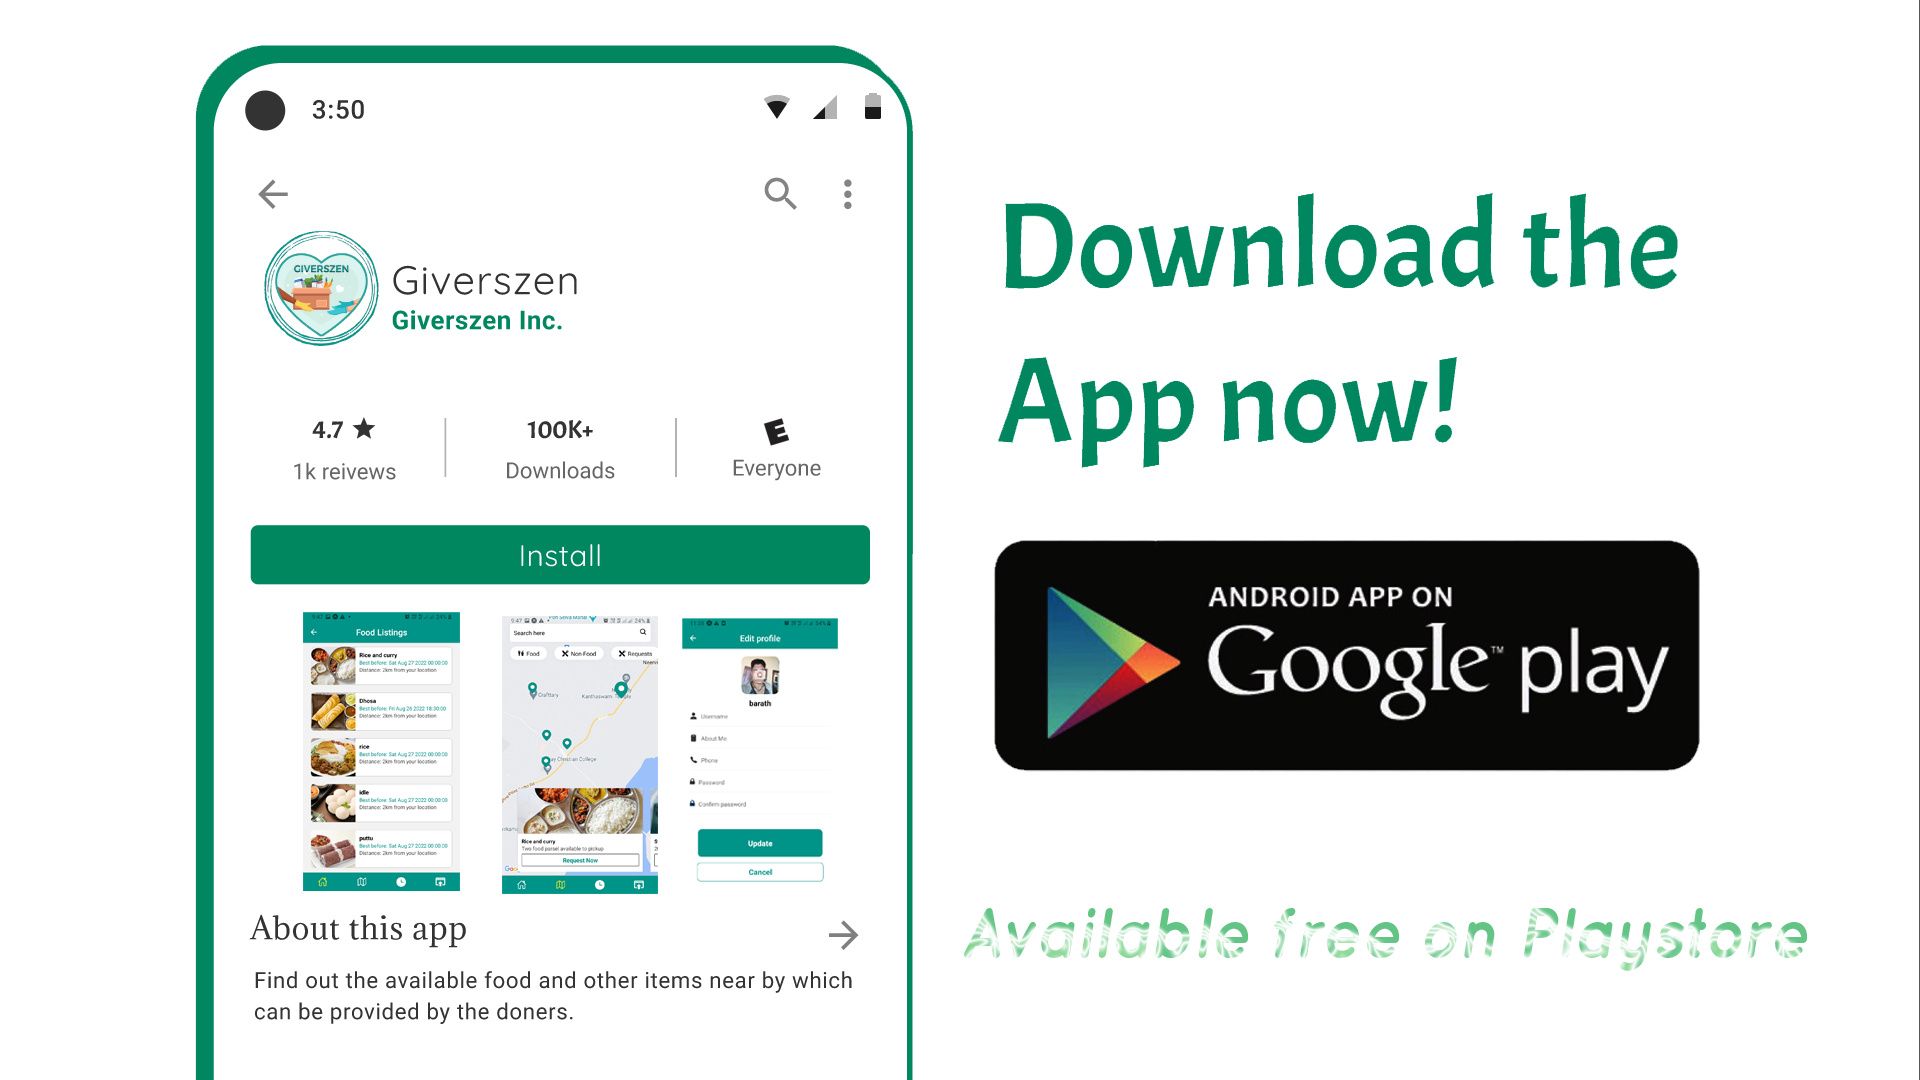 3:50
GIVERSZEN
Giverszen
Giverszen Inc.
4.7 ★
1k reivews
100K+
Downloads
E
Everyone
Install
Food Listings
Rice and curry
Best before: Sat Aug 27 2022 00:00:00
Distance: 2km from your location
Dhosa
Best before: Fri Aug 26 2022 18:30:00
Distance: 2km from your location
rice
Best before: Sat Aug 27 2022 00:00:00
Distance: 2km from your location
idle
Best before: Sat Aug 27 2022 00:00:00
Distance: 2km from your location
puttu
Best before: Sat Aug 27 2022 00:00:00
Distance: 2km from your location
9:47
Search here
Food
Non-Food
Requests
Christian College
Rice and curry
Two food parsel available to pickup
Request Now
Edit profile
barath
Username
About Me
Phone
Password
Confirm password
Update
Cancel
About this app
Find out the available food and other items near by which
can be provided by the doners.
Download the
App now!
ANDROID APP ON
Google™ play
Available free on Playstore